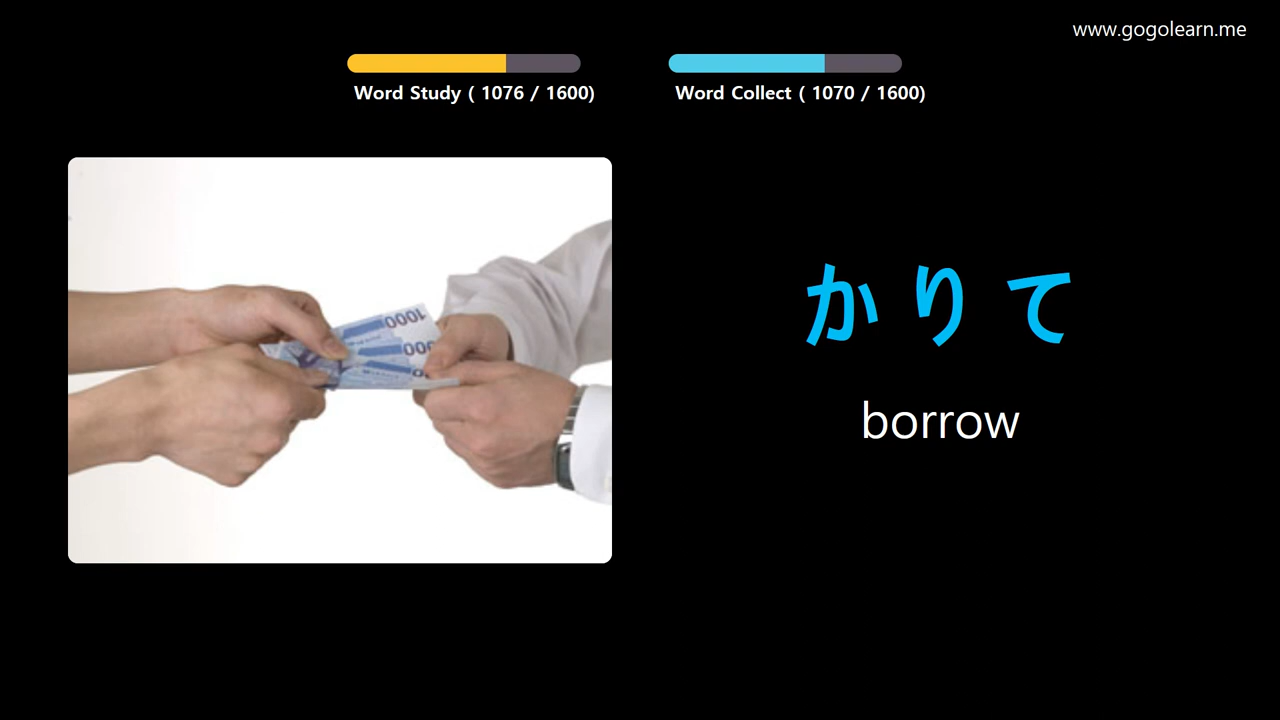 www.gogolearn.me
Word Study ( 1076 / 1600)
Word Collect ( 1070 / 1600)
1000
かりて
borrow